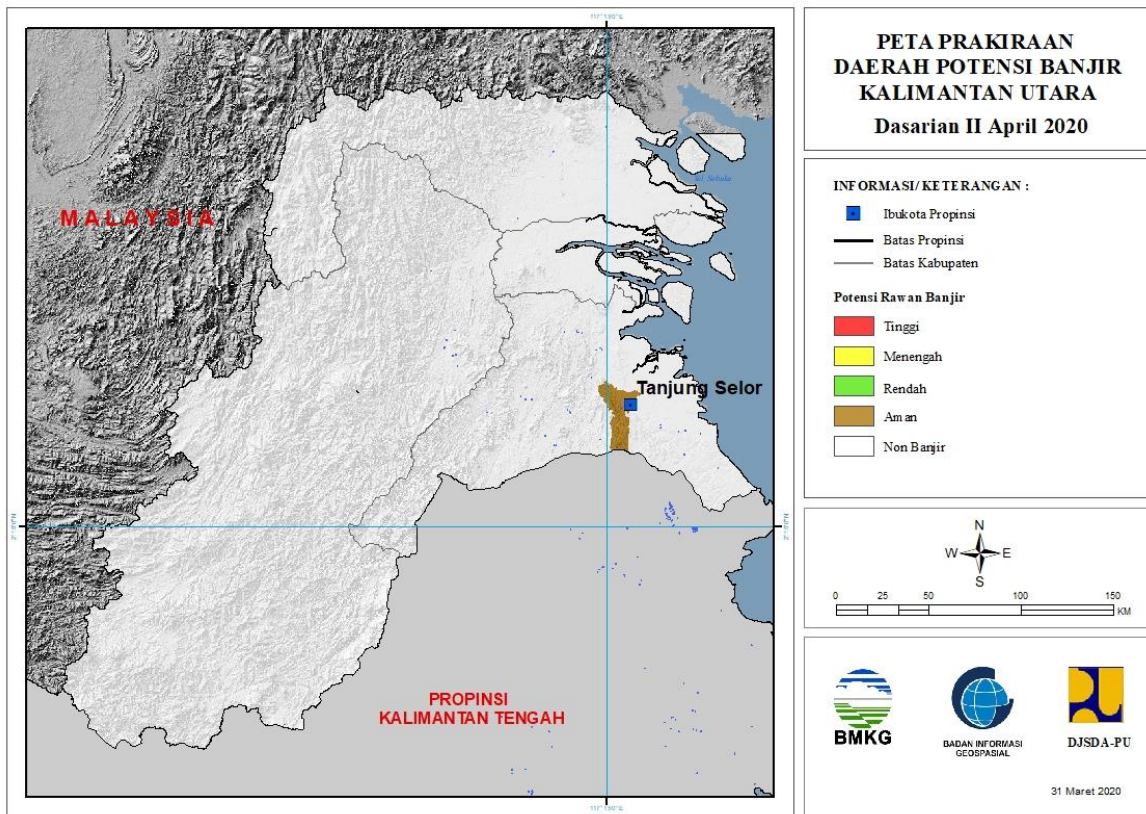 PETA PRAKIRAAN
DAERAH POTENSI BANJIR
KALIMANTAN UTARA
Dasarian II April 2020
INFORMASI/ KETERANGAN :
Ibukota Propinsi
Batas Propinsi
Batas Kabupaten
Potensi Rawan Banjir
Tinggi
Menengah
Rendah
Aman
Non Banjir
N
W E
S
0 25 50 100 150
KM
BMKG
BADAN INFORMASI
GEOSPASIAL
DJSDA-PU
31 Maret 2020
MALAYSIA
Tanjung Selor
PROPINSI
KALIMANTAN TENGAH